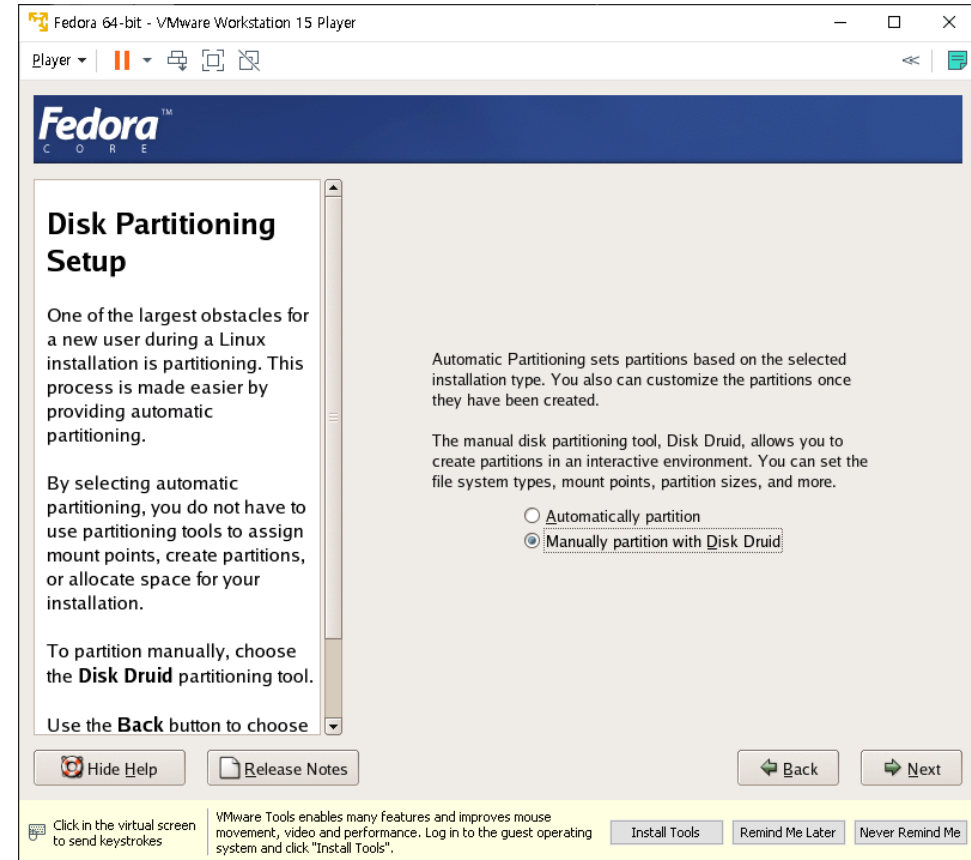 Fedora 64-bit - VMware Workstation 15 Player
Player
Fedora™
CORE
Disk Partitioning
Setup
One of the largest obstacles for
a new user during a Linux
installation is partitioning. This
process is made easier by
providing automatic
partitioning.
By selecting automatic
partitioning, you do not have to
use partitioning tools to assign
mount points, create partitions,
or allocate space for your
installation.
To partition manually, choose
the Disk Druid partitioning tool.
Use the Back button to choose
Automatic Partitioning sets partitions based on the selected
installation type. You also can customize the partitions once
they have been created.
The manual disk partitioning tool, Disk Druid, allows you to
create partitions in an interactive environment. You can set the
file system types, mount points, partition sizes, and more.
Automatically partition
Manually partition with Disk Druid
Hide Help
Release Notes
Back
Next
Click in the virtual screen
to send keystrokes
VMware Tools enables many features and improves mouse
movement, video and performance. Log in to the guest operating
system and click "Install Tools".
Install Tools
Remind Me Later
Never Remind Me